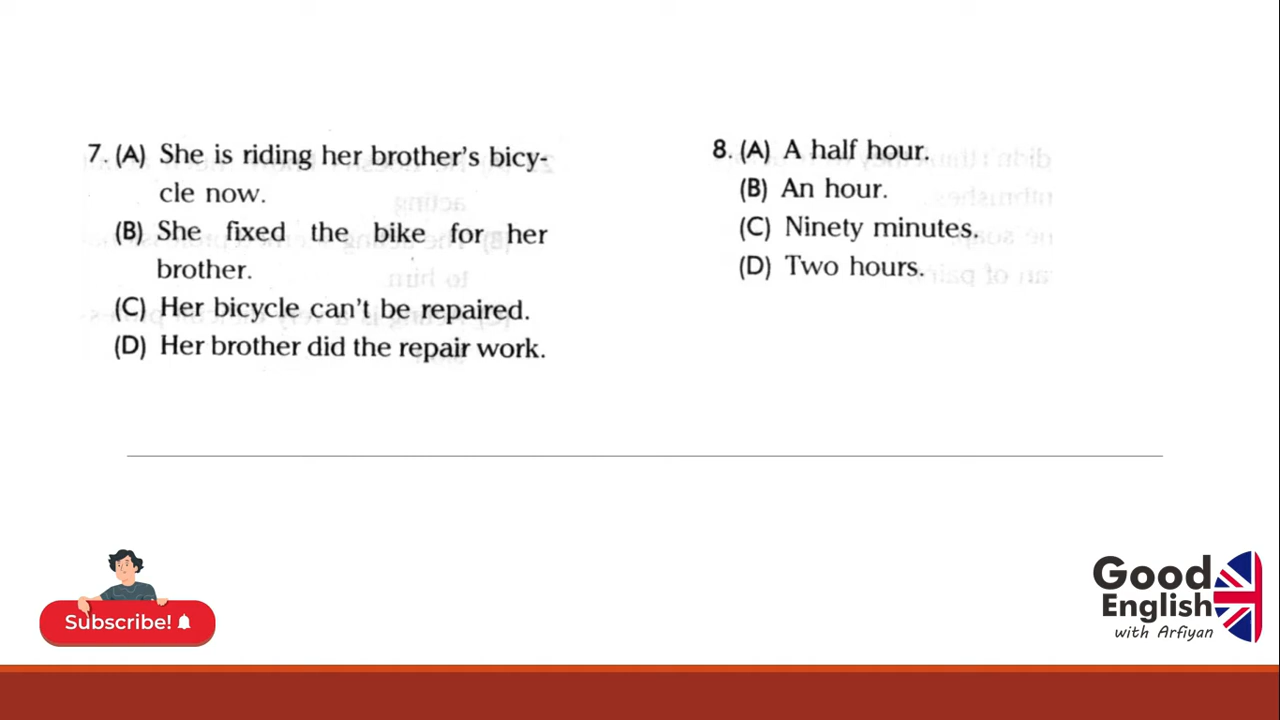 7. (A) She is riding her brother's bicy-
cle now.
(B) She fixed the bike for her
brother.
(C) Her bicycle can't be repaired.
(D) Her brother did the repair work.
8. (A) A half hour.
(B) An hour.
(C) Ninety minutes.
(D) Two hours.
Subscribe!
Good
English
with Arfiyan